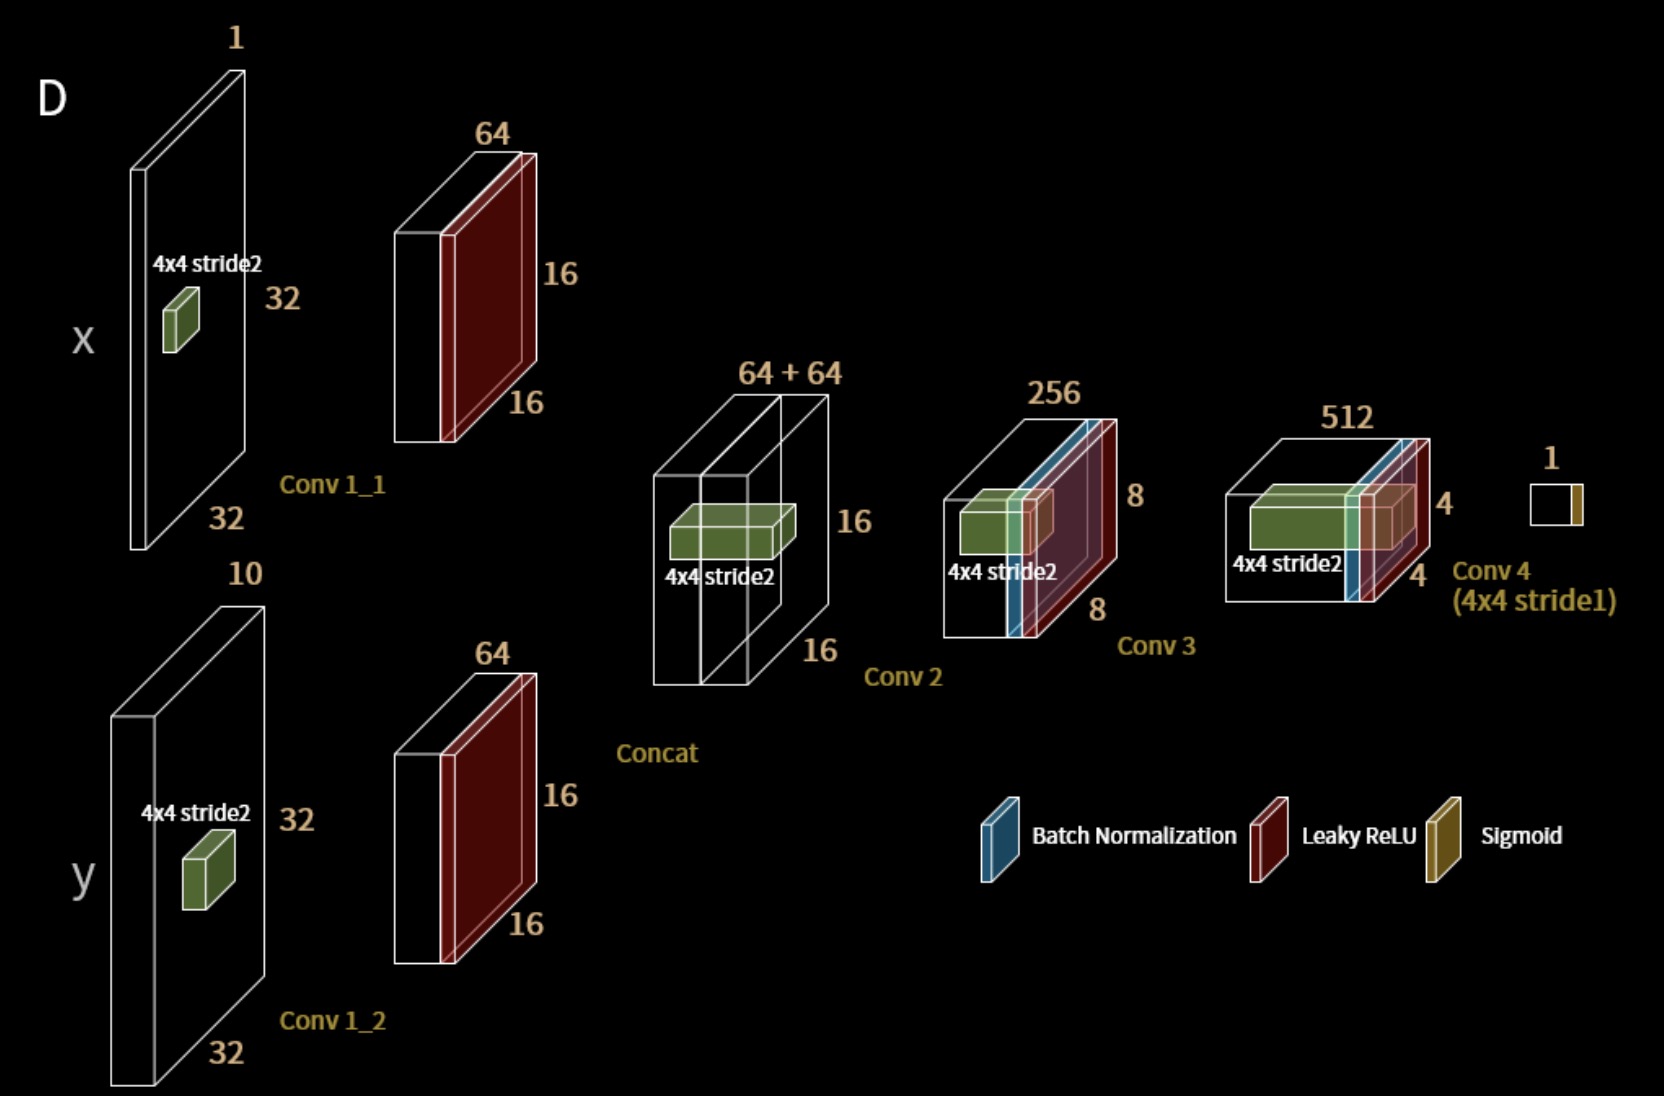 D
1
4x4 stride2
32
x
32
Conv 1_1
64
16
16
10
4x4 stride2
32
y
32
Conv 1_2
64
16
16
Concat
64 + 64
4x4 stride2
16
16
Conv 2
256
4x4 stride2
8
8
Conv 3
512
4x4 stride2
4
4
Conv 4
(4x4 stride1)
1
Batch Normalization
Leaky ReLU
Sigmoid